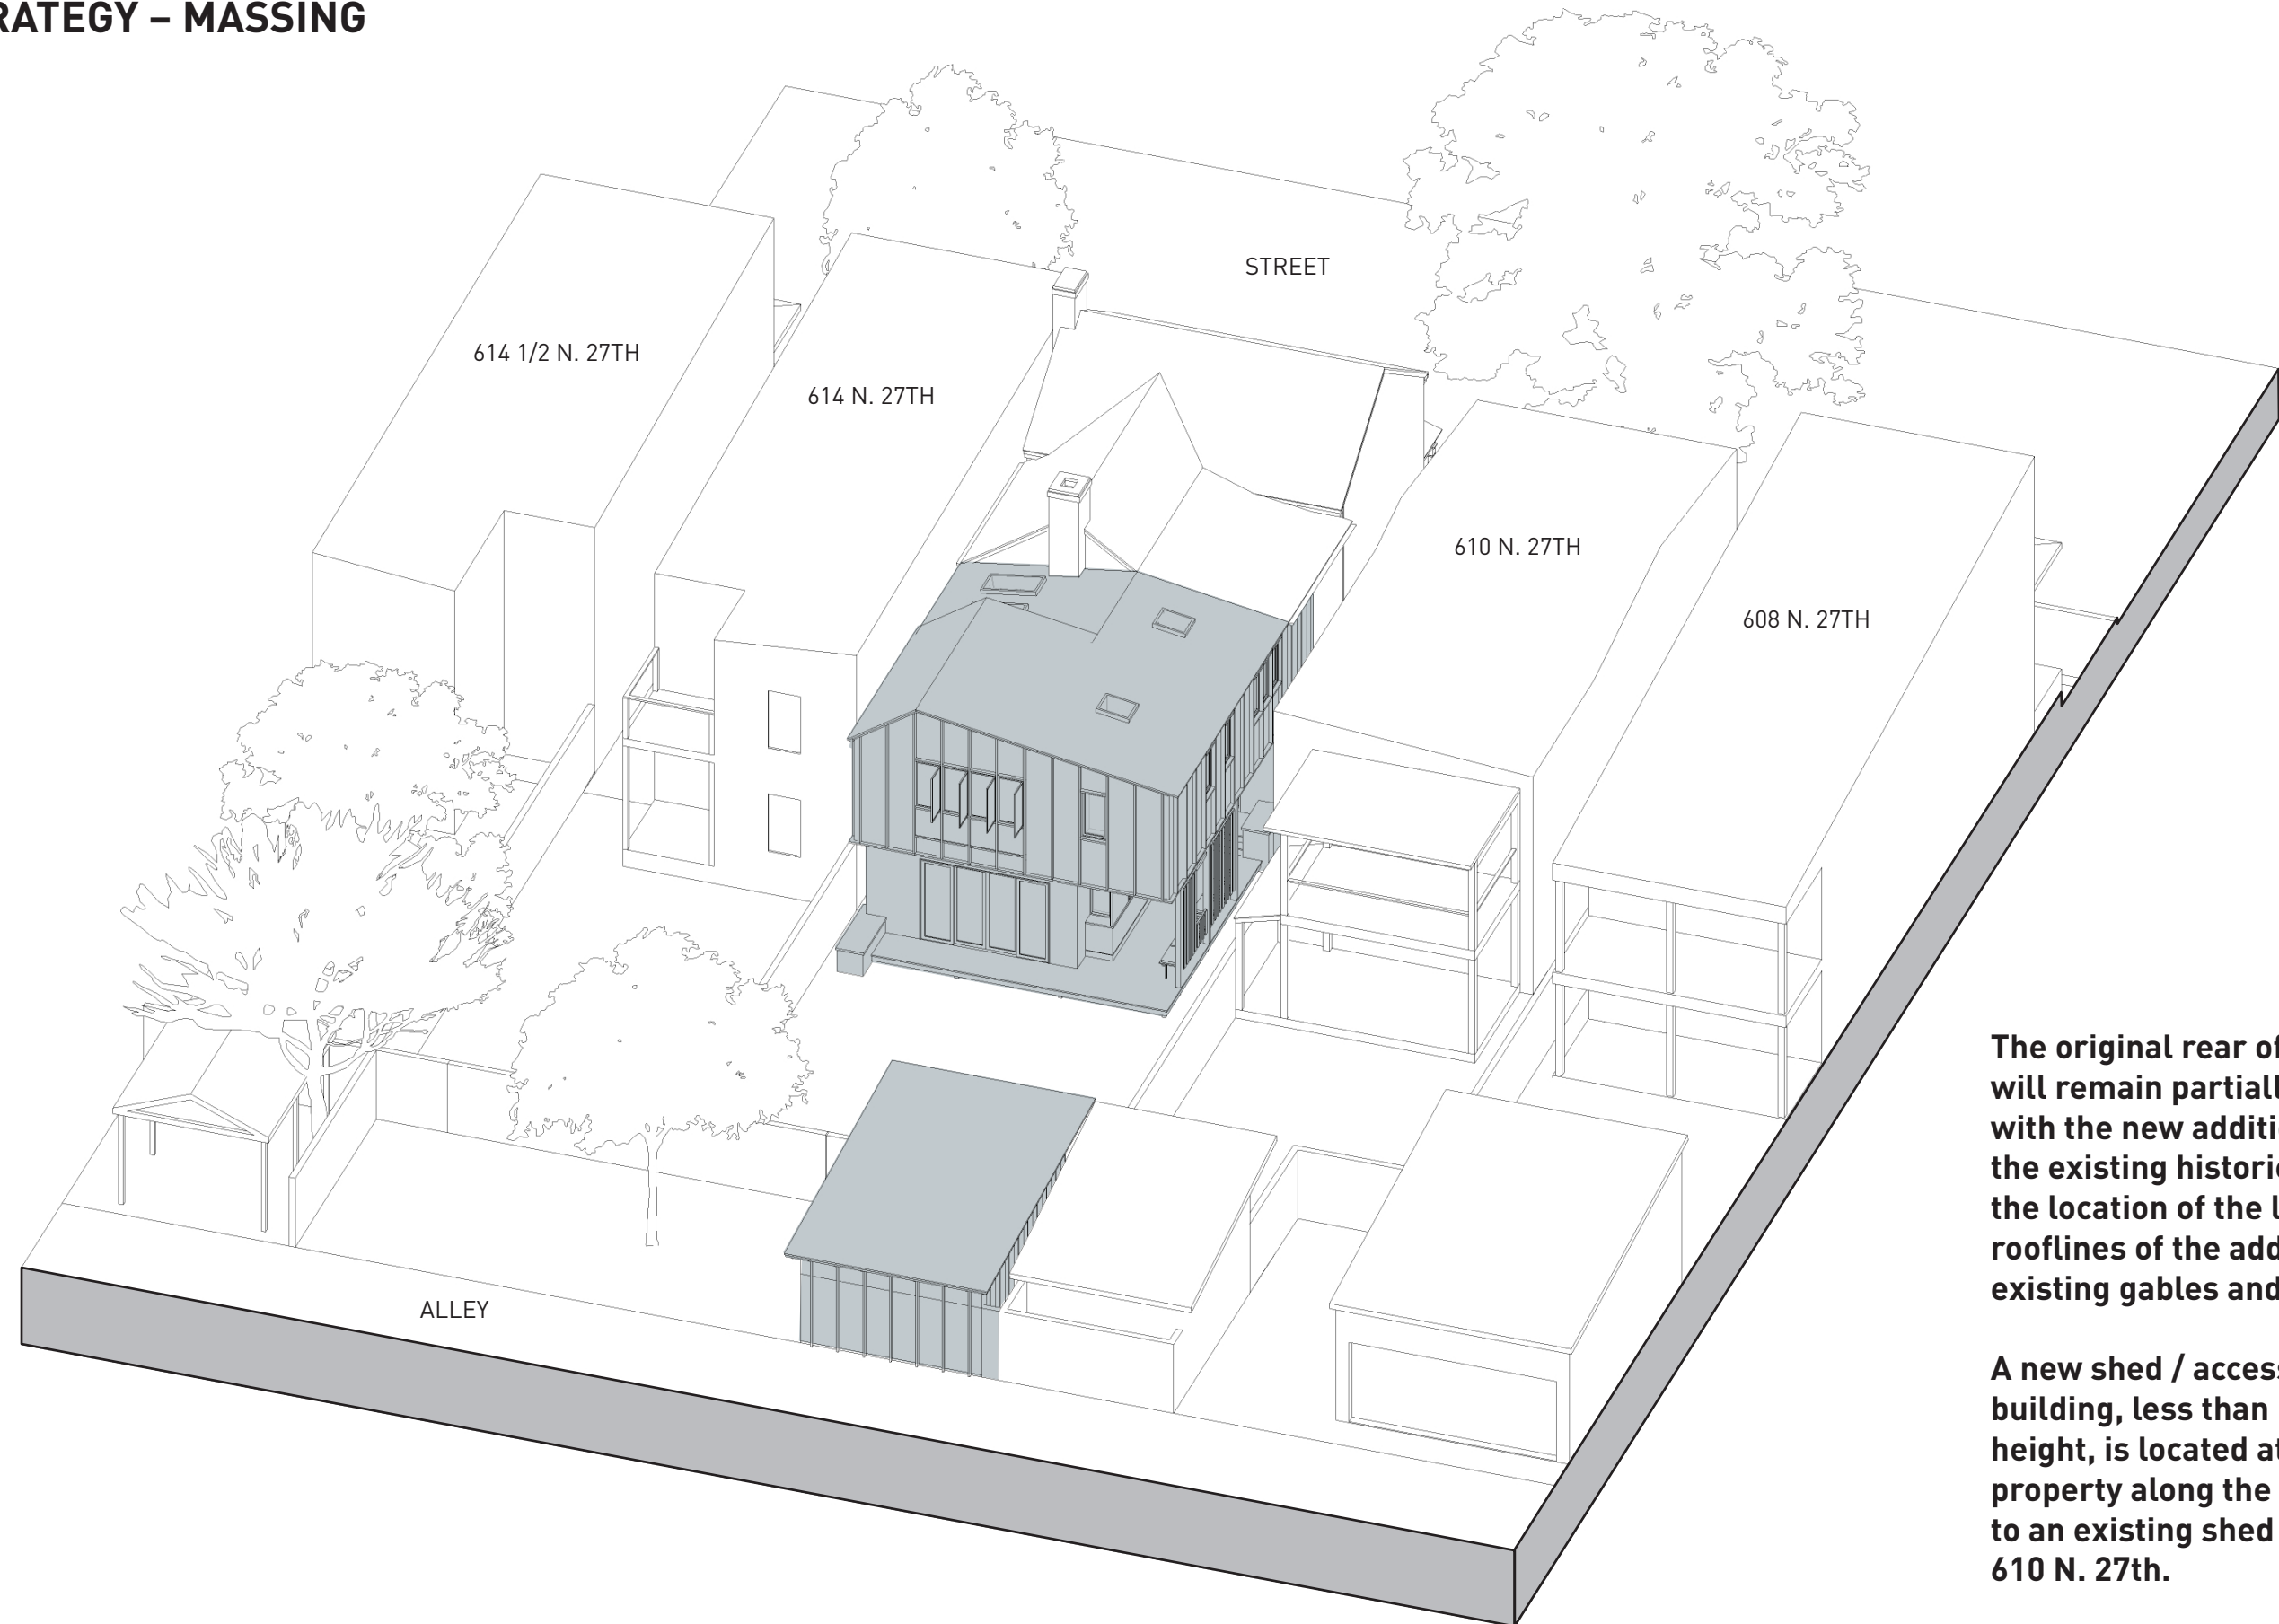 RATEGY – MASSING
STREET
614 1/2 N. 27TH
614 N. 27TH
610 N. 27TH
608 N. 27TH
ALLEY
The original rear of
will remain partiall
with the new additi
the existing historic
the location of the l
rooflines of the add
existing gables and
A new shed / access
building, less than
height, is located at
property along the
to an existing shed
610 N. 27th.